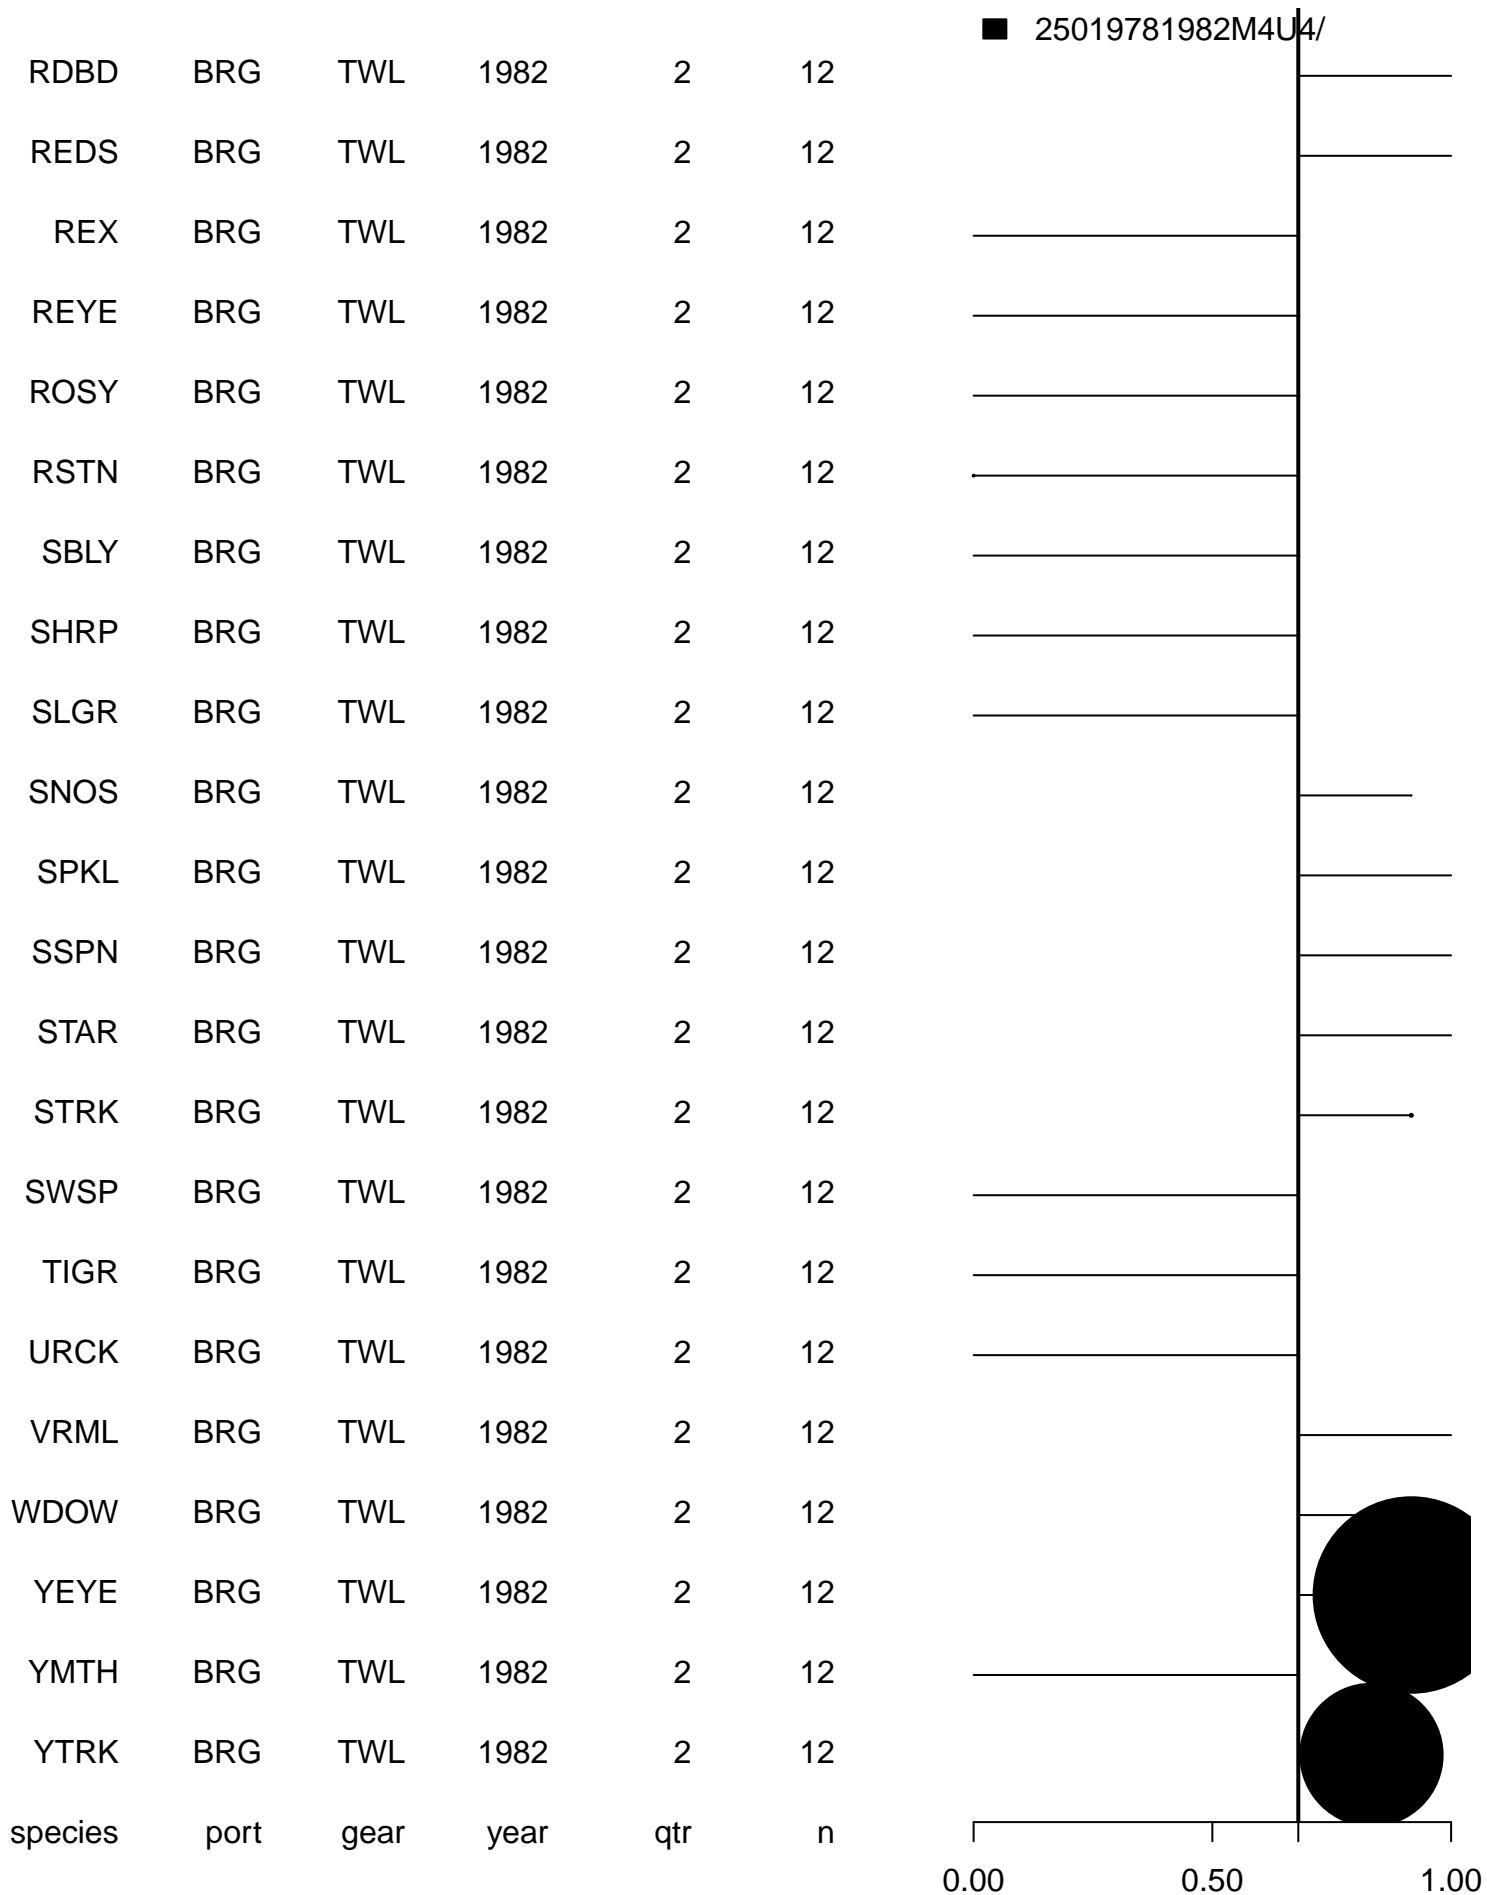 25019781982M4U4/
RDBD BRG TWL 1982 2 12
REDS BRG TWL 1982 2 12
REX BRG TWL 1982 2 12
REYE BRG TWL 1982 2 12
ROSY BRG TWL 1982 2 12
RSTN BRG TWL 1982 2 12
SBLY BRG TWL 1982 2 12
SHRP BRG TWL 1982 2 12
SLGR BRG TWL 1982 2 12
SNOS BRG TWL 1982 2 12
SPKL BRG TWL 1982 2 12
SSPN BRG TWL 1982 2 12
STAR BRG TWL 1982 2 12
STRK BRG TWL 1982 2 12
SWSP BRG TWL 1982 2 12
TIGR BRG TWL 1982 2 12
URCK BRG TWL 1982 2 12
VRML BRG TWL 1982 2 12
WDOW BRG TWL 1982 2 12
YEYE BRG TWL 1982 2 12
YMTH BRG TWL 1982 2 12
YTRK BRG TWL 1982 2 12
species port gear year qtr n
0.00 0.50 1.00